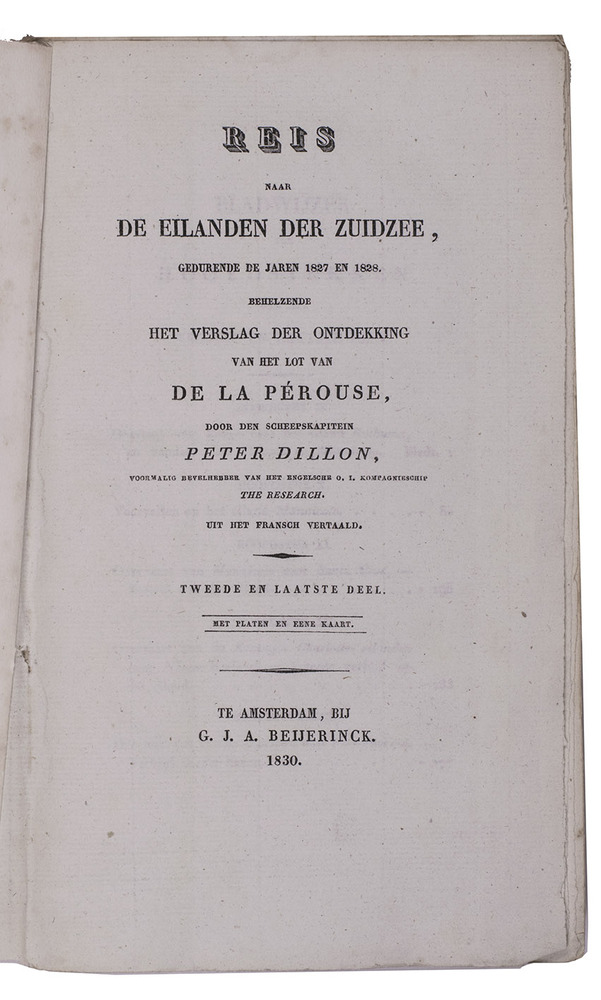 REIS
NAAR
DE EILANDEN DER ZUIDZEE,
GEDURENDE DE JAREN 1827 EN 1828.
BEHELZENDE
HET VERSLAG DER ONTDEKKING
VAN HET LOT VAN
DE LA PÉROUSE,
DOOR DEN SCHEEPSKAPITEIN
PETER DILLON,
VOORMALIG BEVELHEBBER VAN HET ENGELSCHE O. I. KOMPAGNIESCHIP
THE RESEARCH.
UIT HET FRANSCH VERTAALD.
TWEEDE EN LAATSTE DEEL.
MET PLATEN EN EENE KAART.
TE AMSTERDAM, BIJ
G. J. A. BEIJERINCK.
1830.